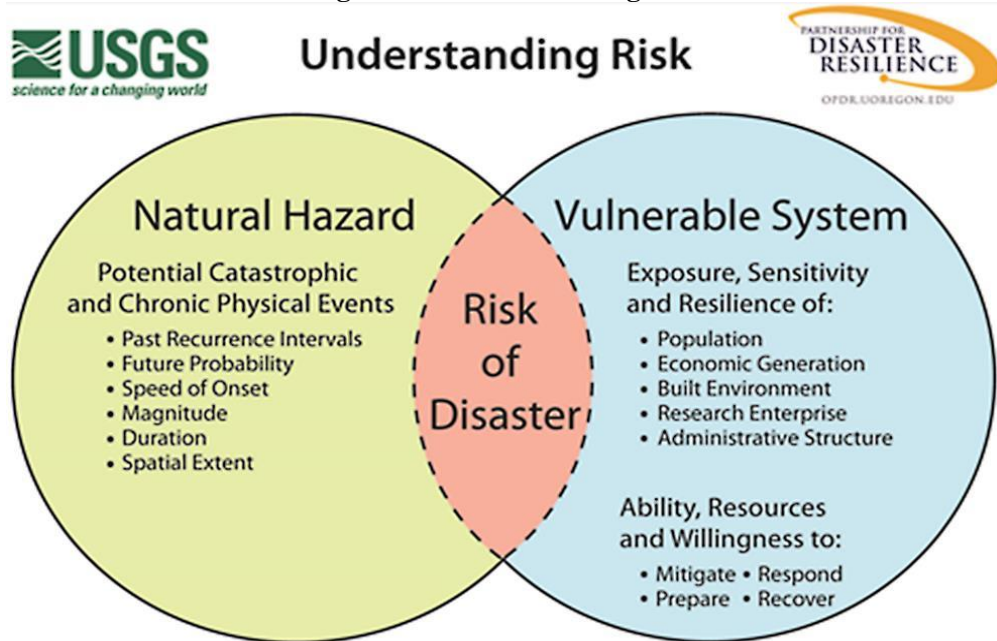 USGS
science for a changing world
Understanding Risk
PARTNERSHIP FOR
DISASTER
RESILIENCE
OPDR.UOREGON.EDU
Natural Hazard
Potential Catastrophic
and Chronic Physical Events
• Past Recurrence Intervals
• Future Probability
• Speed of Onset
• Magnitude
• Duration
• Spatial Extent
Risk
of
Disaster
Vulnerable System
Exposure, Sensitivity
and Resilience of:
• Population
• Economic Generation
• Built Environment
• Research Enterprise
• Administrative Structure
Ability, Resources
and Willingness to:
• Mitigate • Respond
• Prepare • Recover